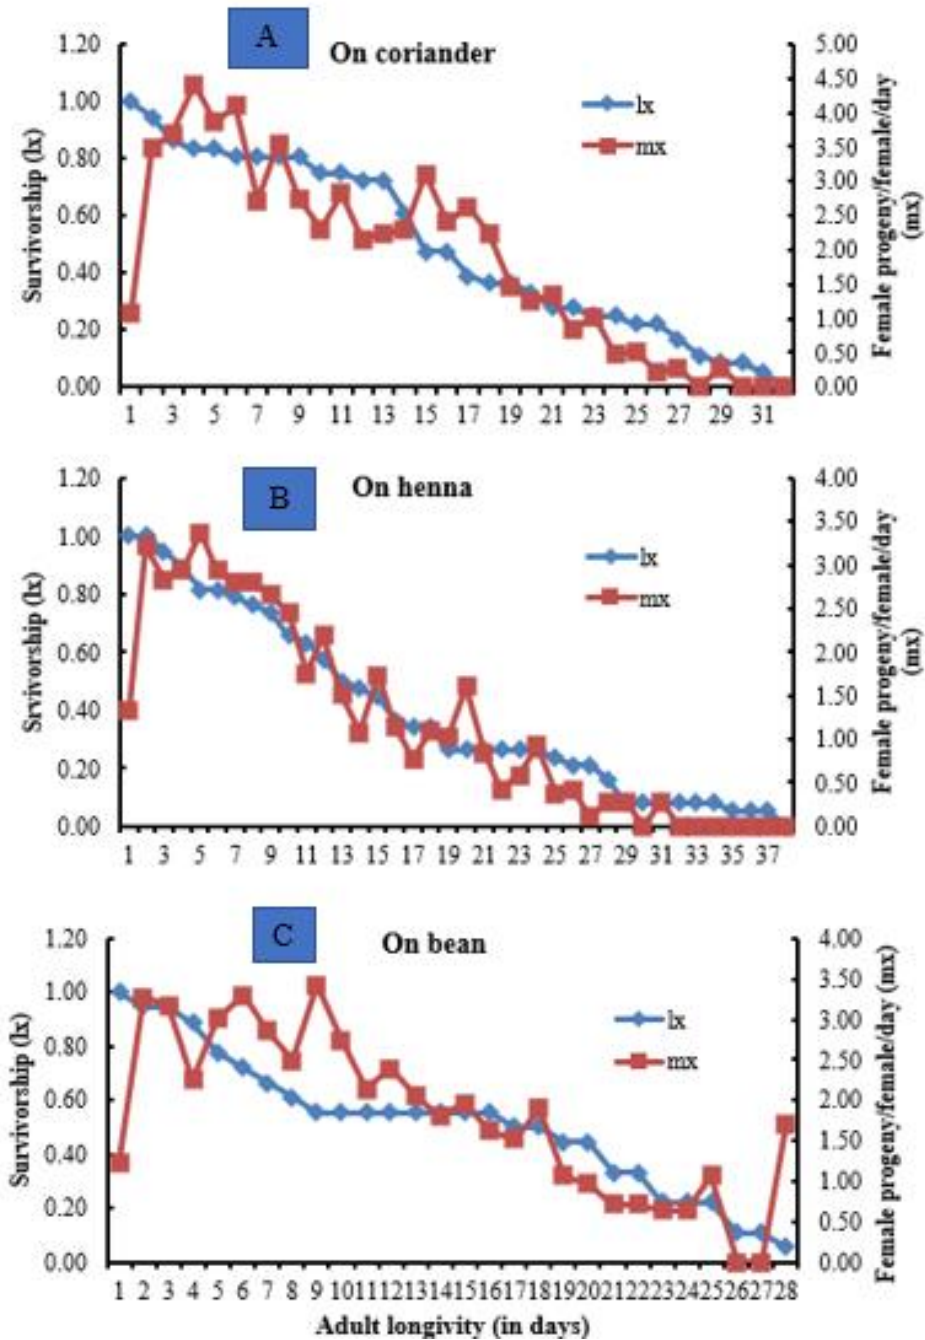 A
On coriander
1.20
1.00
0.80
0.60
0.40
0.20
0.00
Survivorship (lx)
lx
mx
5.00
4.50
4.00
3.50
3.00
2.50
2.00
1.50
1.00
0.50
0.00
Female progeny/female/day
(mx)
1 3 5 7 9 11 13 15 17 19 21 23 25 27 29 31
B
On henna
1.20
1.00
0.80
0.60
0.40
0.20
0.00
Srvivorship (lx)
lx
mx
4.00
3.50
3.00
2.50
2.00
1.50
1.00
0.50
0.00
Female progeny/female/day
(mx)
1 3 5 7 9 11 13 15 17 19 21 23 25 27 29 31 33 35 37
C
On bean
1.20
1.00
0.80
0.60
0.40
0.20
0.00
Survivorship (lx)
lx
mx
4.00
3.50
3.00
2.50
2.00
1.50
1.00
0.50
0.00
Female progeny/female/day (mx)
1 2 3 4 5 6 7 8 9 10 11 12 13 14 15 16 17 18 19 20 21 22 23 24 25 26 27 28
Adult longivity (in days)